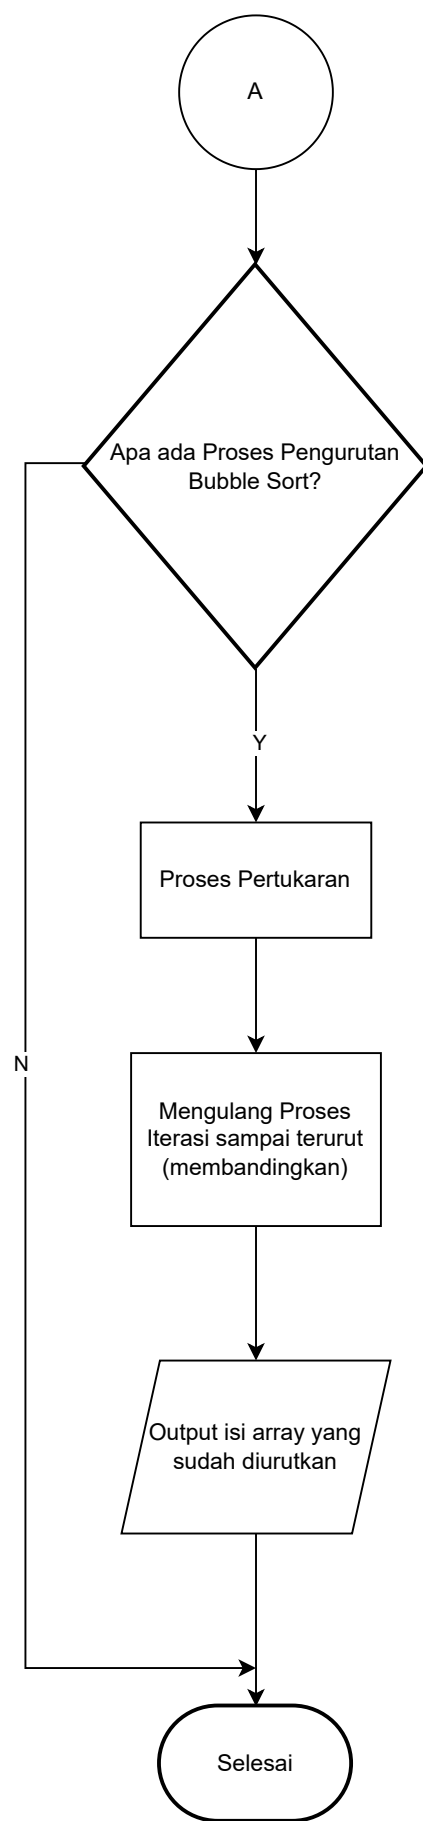 A
Apa ada Proses Pengurutan
Bubble Sort?
Y
Proses Pertukaran
N
Mengulang Proses
Iterasi sampai terurut
(membandingkan)
Output isi array yang
sudah diurutkan
Selesai